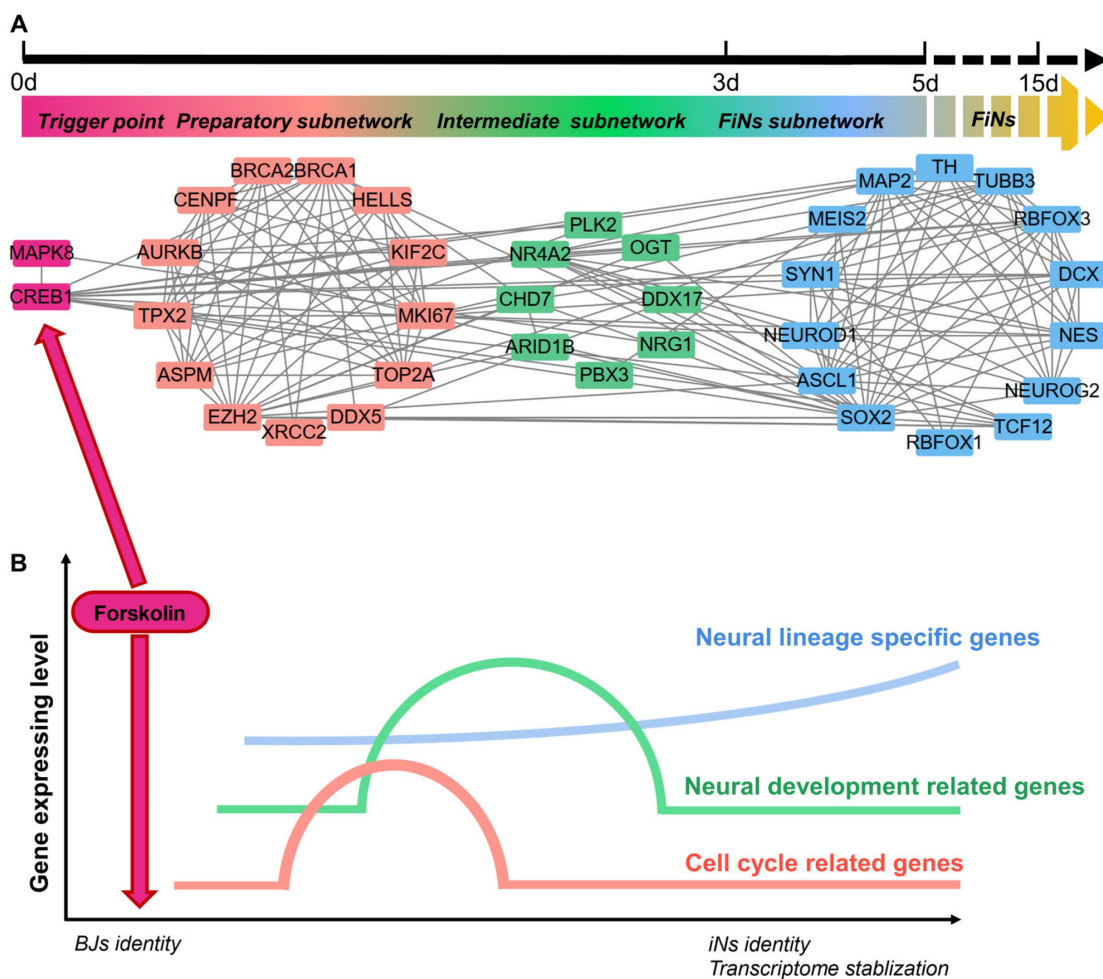 A
0d 3d 5d 15d
Trigger point Preparatory subnetwork Intermediate subnetwork FiNs subnetwork FiNs
BRCA2 BRCA1 TH
CENPF HELLS MAP2 TUBB3
PLK2 MEIS2 RBFOX3
MAPK8 AURKB KIF2C NR4A2 OGT
SYN1 DCX
CREB1 CHD7 DDX17
TPX2 MKI67 NEUROD1 NES
ARID1B NRG1
ASPM TOP2A PBX3 ASCL1 NEUROG2
EZH2 DDX5 SOX2
XRCC2 RBFOX1 TCF12
B
Forskolin
Gene expressing level
Neural lineage specific genes
Neural development related genes
Cell cycle related genes
BJs identity iNs identity
Transcriptome stablization